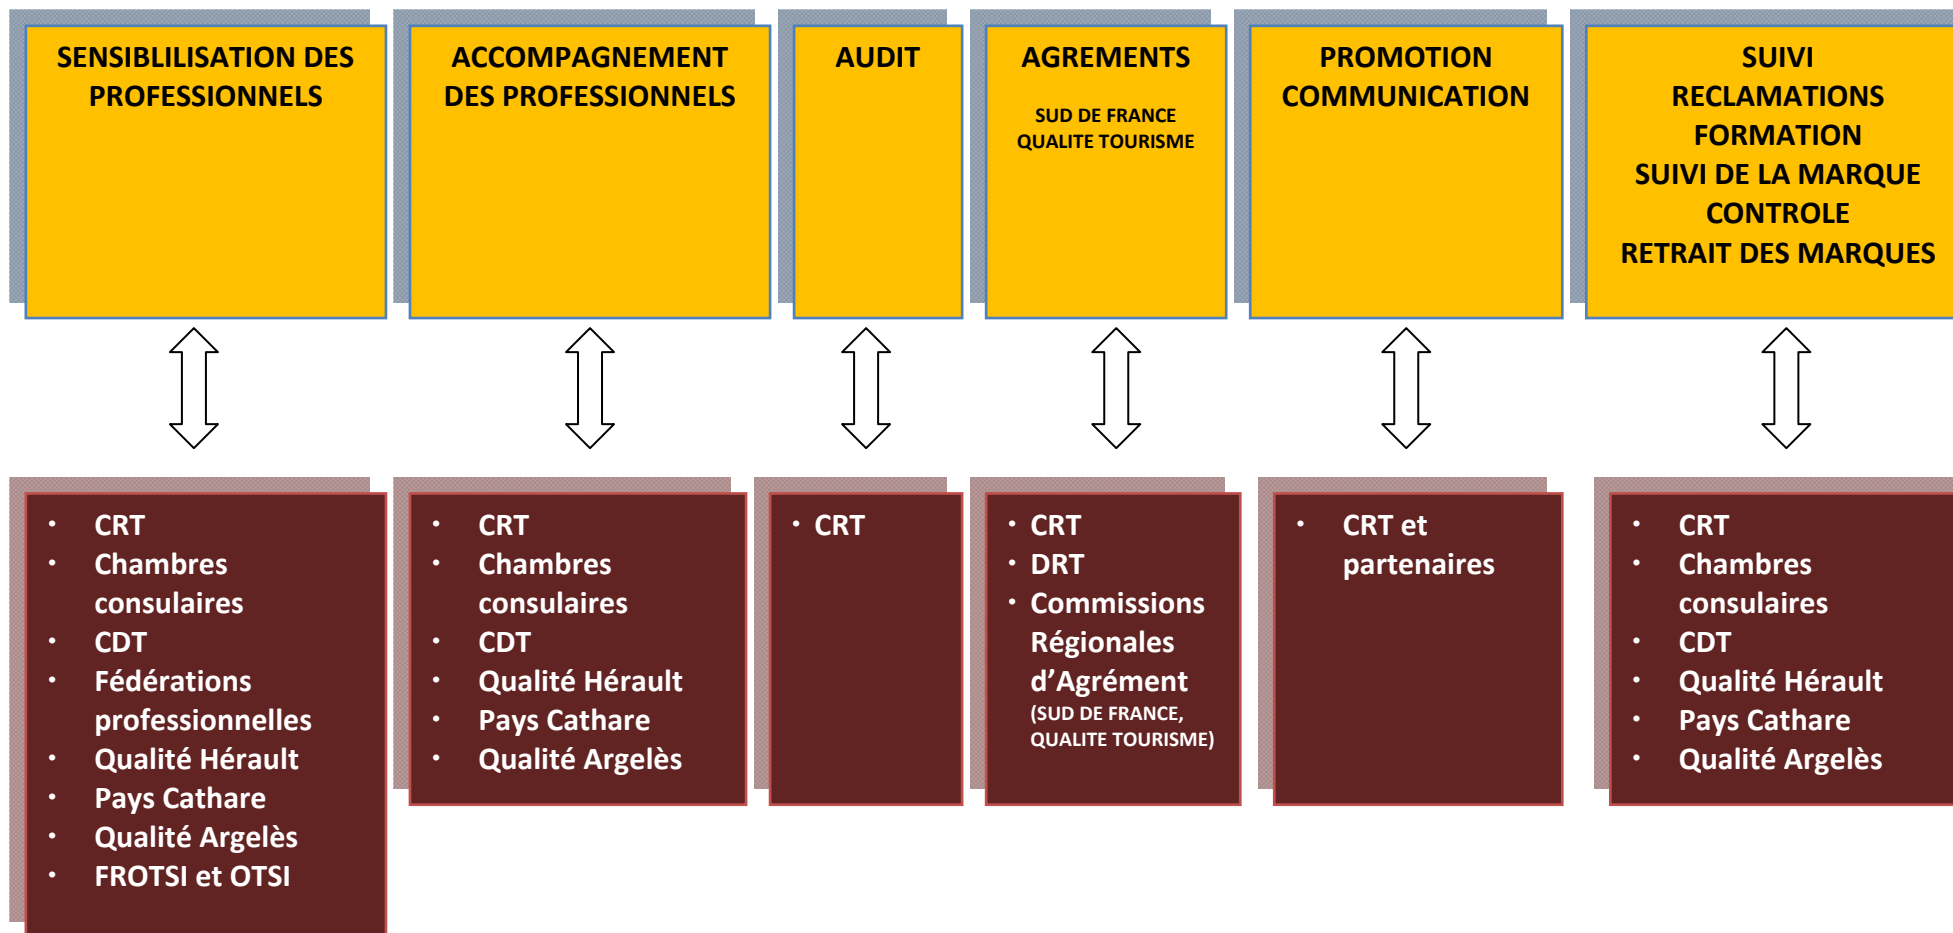 SENSIBLILISATION DES
PROFESSIONNELS
ACCOMPAGNEMENT
DES PROFESSIONNELS
AUDIT
AGREMENTS
SUD DE FRANCE
QUALITE TOURISME
PROMOTION
COMMUNICATION
SUIVI
RECLAMATIONS
FORMATION
SUIVI DE LA MARQUE
CONTROLE
RETRAIT DES MARQUES
· CRT
· Chambres
consulaires
· CDT
· Fédérations
professionnelles
· Qualité Hérault
· Pays Cathare
· Qualité Argelès
· FROTSI et OTSI
· CRT
· Chambres
consulaires
· CDT
· Qualité Hérault
· Pays Cathare
· Qualité Argelès
· CRT
· CRT
· DRT
· Commissions
Régionales
d’Agrément
(SUD DE FRANCE,
QUALITE TOURISME)
· CRT et
partenaires
· CRT
· Chambres
consulaires
· CDT
· Qualité Hérault
· Pays Cathare
· Qualité Argelès